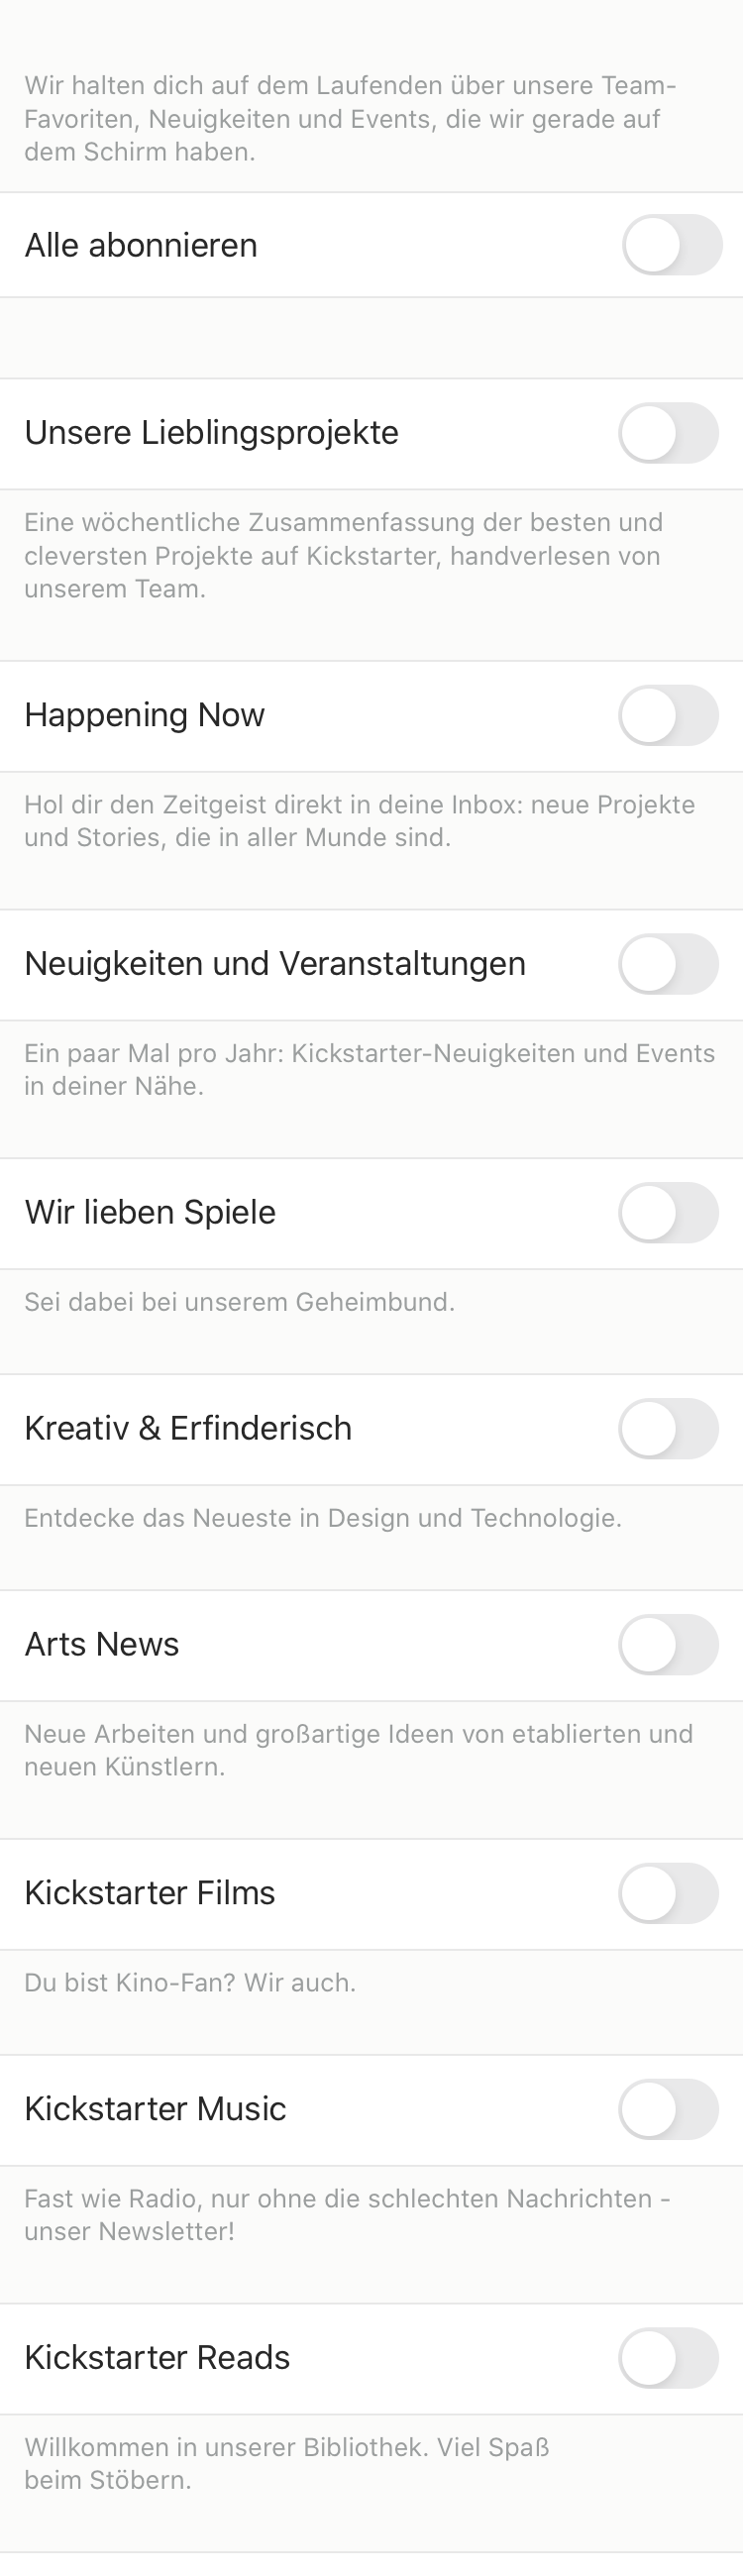 Wir halten dich auf dem Laufenden über unsere Team-
Favoriten, Neuigkeiten und Events, die wir gerade auf
dem Schirm haben.
Alle abonnieren
Unsere Lieblingsprojekte
Eine wöchentliche Zusammenfassung der besten und
cleversten Projekte auf Kickstarter, handverlesen von
unserem Team.
Happening Now
Hol dir den Zeitgeist direkt in deine Inbox: neue Projekte
und Stories, die in aller Munde sind.
Neuigkeiten und Veranstaltungen
Ein paar Mal pro Jahr: Kickstarter-Neuigkeiten und Events
in deiner Nähe.
Wir lieben Spiele
Sei dabei bei unserem Geheimbund.
Kreativ & Erfinderisch
Entdecke das Neueste in Design und Technologie.
Arts News
Neue Arbeiten und großartige Ideen von etablierten und
neuen Künstlern.
Kickstarter Films
Du bist Kino-Fan? Wir auch.
Kickstarter Music
Fast wie Radio, nur ohne die schlechten Nachrichten -
unser Newsletter!
Kickstarter Reads
Willkommen in unserer Bibliothek. Viel Spaß
beim Stöbern.